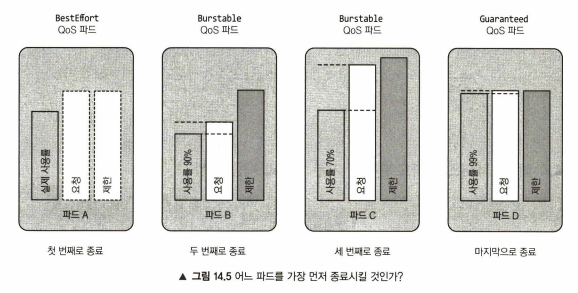 BestEffort
QoS 파드
실제 사용률
요청
제한
파드 A
첫 번째로 종료
Burstable
QoS 파드
사용률 90%
요청
제한
파드 B
두 번째로 종료
Burstable
QoS 파드
사용률 70%
요청
제한
파드 C
세 번째로 종료
Guaranteed
QoS 파드
사용률 99%
요청
제한
파드 D
마지막으로 종료
▲ 그림 14.5 어느 파드를 가장 먼저 종료시킬 것인가?